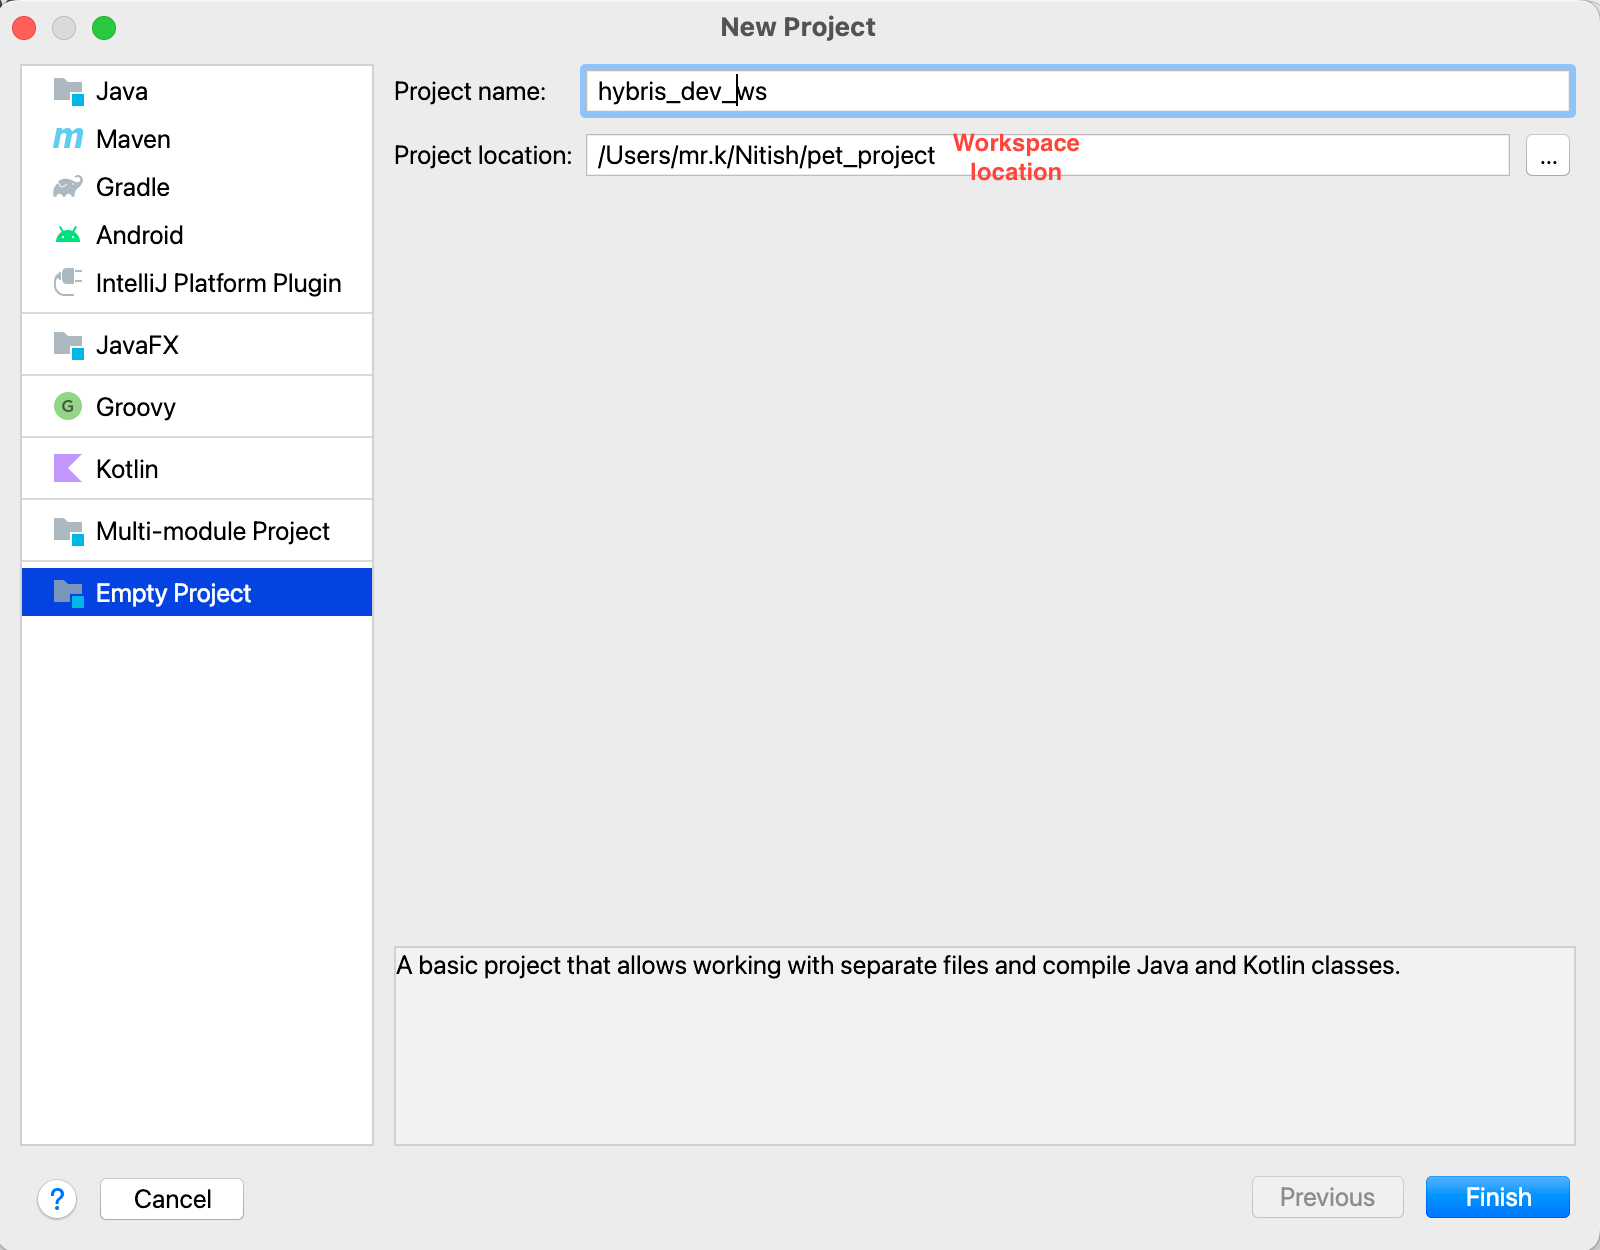 New Project
Java
Maven
Gradle
Android
IntelliJ Platform Plugin
JavaFX
G
Groovy
Kotlin
Multi-module Project
Empty Project
Project name: hybris_dev_ws
Project location: /Users/mr.k/Nitish/pet_project ...
Workspace
location
A basic project that allows working with separate files and compile Java and Kotlin classes.
? Cancel Previous Finish